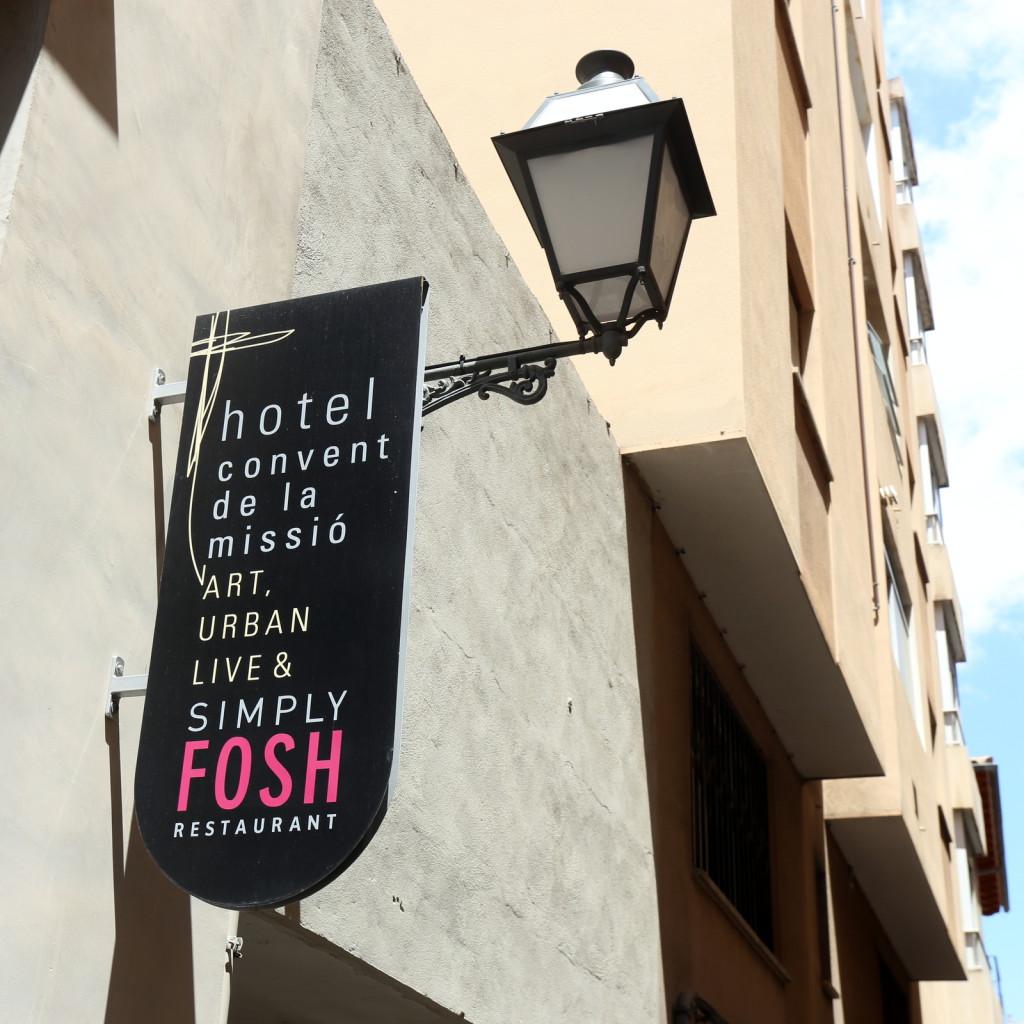 hotel
convent
de la
missió
ART,
URBAN
LIVE &
SIMPLY
FOSH
RESTAURANT